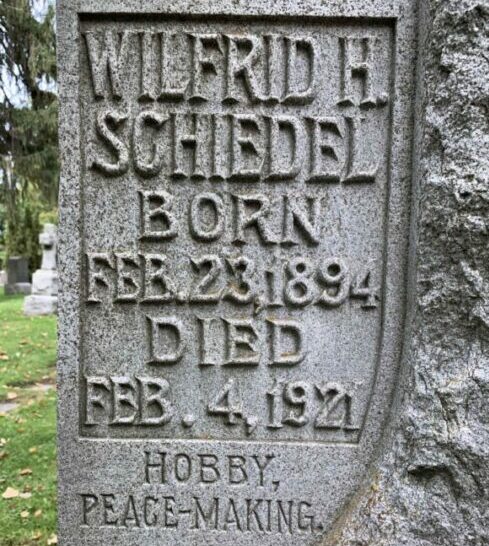 WILFRID H.
SCHIEDEL
BORN
FEB. 23, 1894
DIED
FEB. 4, 1921
HOBBY,
PEACE-MAKING.